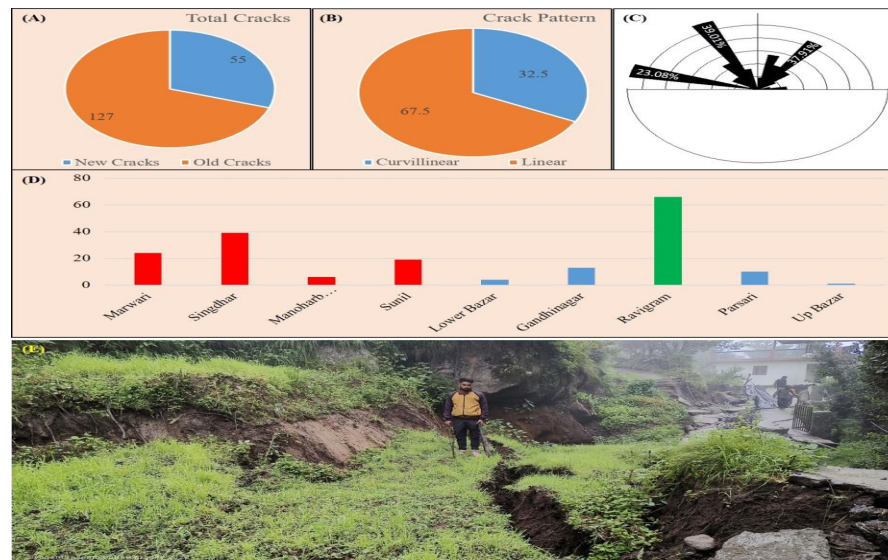 (A)
Total Cracks
55
127
New Cracks
Old Cracks
(B)
Crack Pattern
32.5
67.5
Curvillinear
Linear
(C)
23.08%
39.01%
37.91%
(D)
80
60
40
20
0
Marwari
Singdhar
Manoharb...
Sunil
Lower Bazar
Gandhinagar
Ravigram
Parsari
Up Bazar
(E)